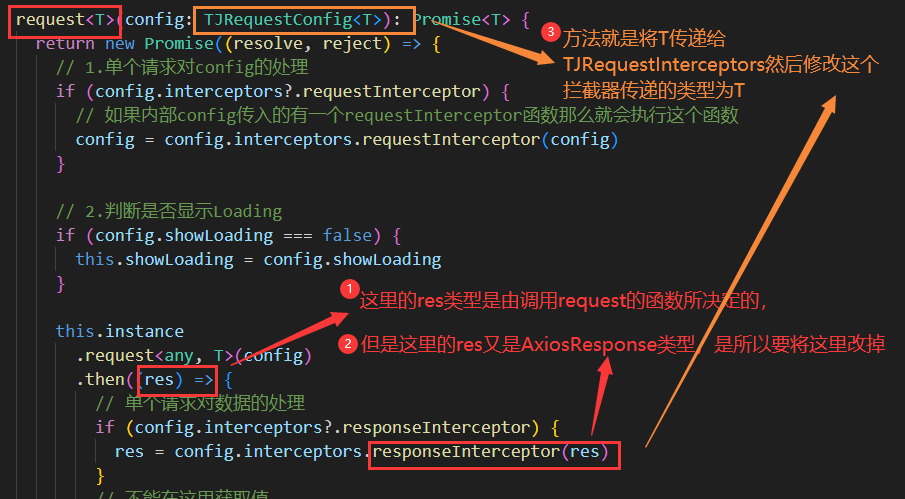 request<T>(config: TJRequestConfig<T>): Promise<T> {
return new Promise((resolve, reject) => {
// 1.单个请求对config的处理
if (config.interceptors?.requestInterceptor) {
// 如果内部config传入的有一个requestInterceptor函数那么就会执行这个函数
config = config.interceptors.requestInterceptor(config)
}
// 2.判断是否显示Loading
if (config.showLoading === false) {
this.showLoading = config.showLoading
}
this.instance
.request<any, T>(config)
.then((res) => {
// 单个请求对数据的处理
if (config.interceptors?.responseInterceptor) {
res = config.interceptors.responseInterceptor(res)
}
// 不能在这里获取值
3 方法就是将T传递给
TJRequestInterceptors然后修改这个
拦截器传递的类型为T
1 这里的res类型是由调用request的函数所决定的，
2 但是这里的res又是AxiosResponse类型，是所以要将这里改掉